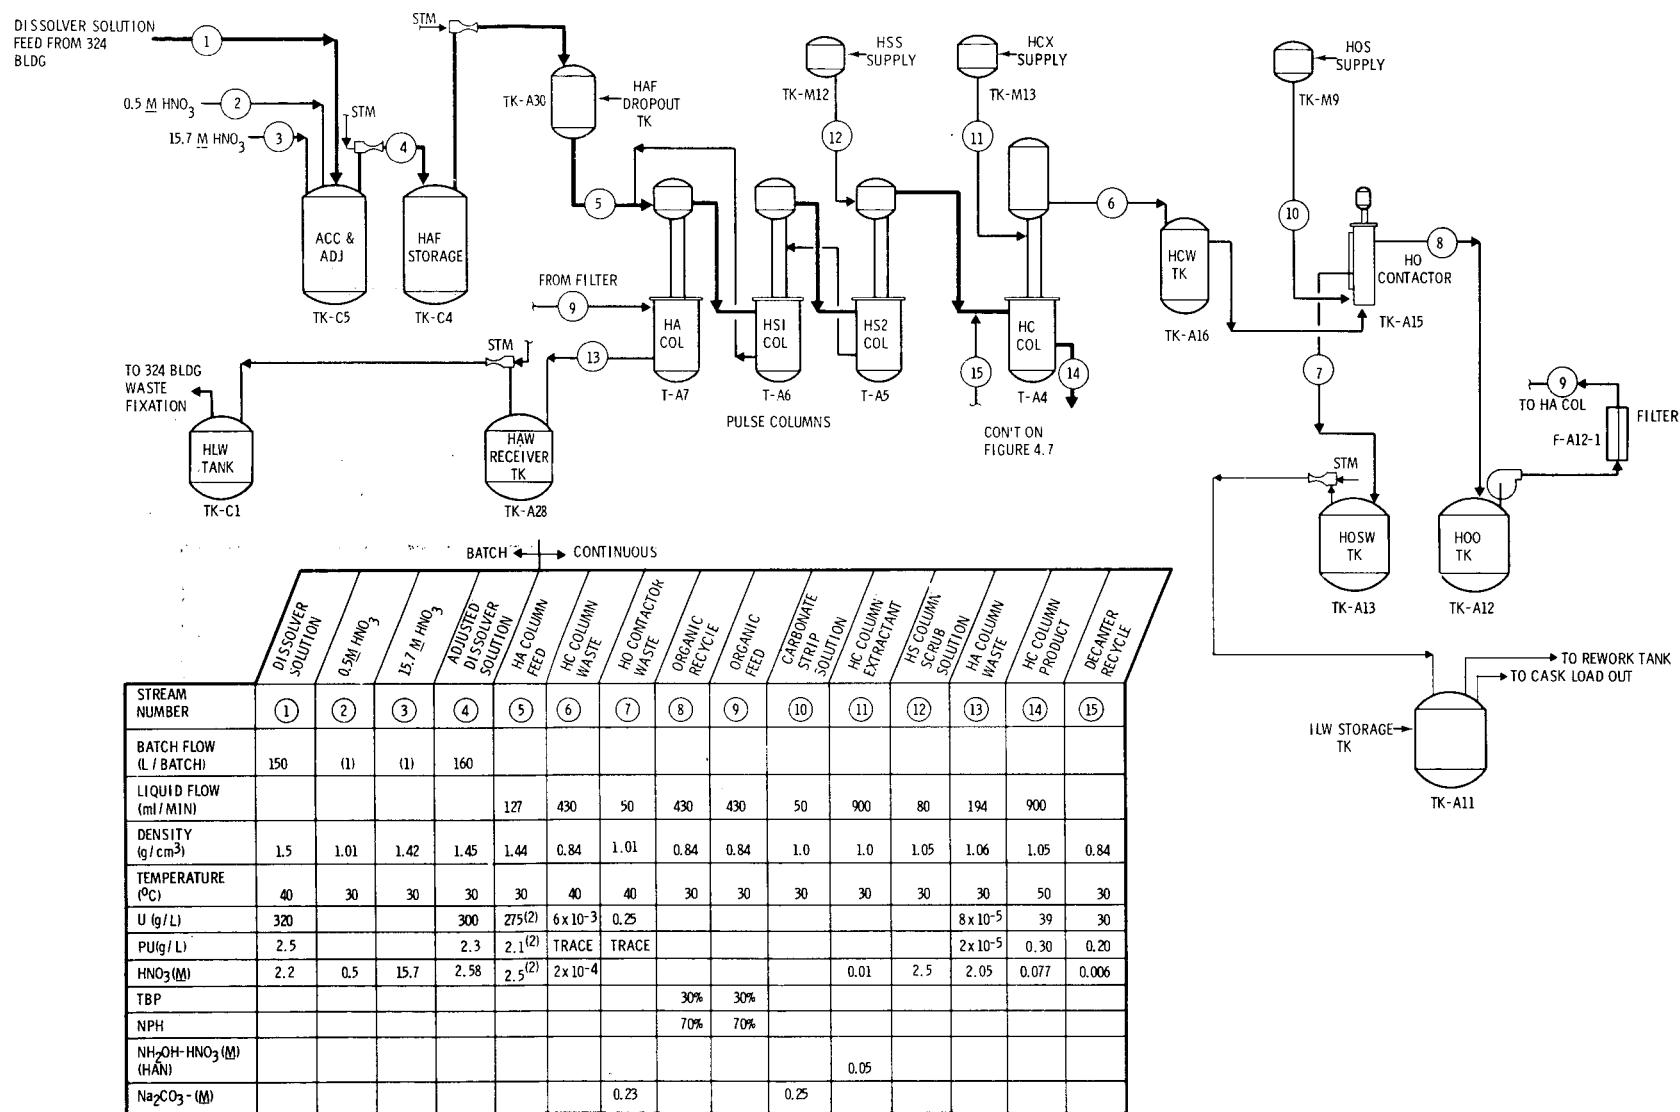 DISSOLVER SOLUTION
FEED FROM 324
BLDG
1
0.5 M HNO3
2
15.7 M HNO3
3
STM
4
ACC &
ADJ
TK-C5
HAF
STORAGE
TK-C4
STM
TK-A30
HAF
DROPOUT
TK
5
HSS
SUPPLY
TK-M12
12
HCX
SUPPLY
TK-M13
11
6
HOS
SUPPLY
TK-M9
10
HCW
TK
TK-A16
8
HO
CONTACTOR
TK-A15
FROM FILTER
9
HA
COL
T-A7
HS1
COL
T-A6
HS2
COL
T-A5
HC
COL
T-A4
13
15
14
PULSE COLUMNS
CON'T ON
FIGURE 4.7
7
9
TO HA COL
FILTER
F-A12-1
STM
TO 324 BLDG
WASTE
FIXATION
HLW
TANK
TK-C1
HAW
RECEIVER
TK
TK-A28
STM
HOSW
TK
TK-A13
HOO
TK
TK-A12
TO REWORK TANK
TO CASK LOAD OUT
ILW STORAGE
TK
TK-A11
BATCH CONTINUOUS
DISSOLVER
SOLUTION
0.5M HNO3
15.7 M HNO3
ADJUSTED
DISSOLVER
SOLUTION
HA COLUMN
FEED
HC COLUMN
WASTE
HO CONTACTOR
WASTE
ORGANIC
RECYCLE
ORGANIC
FEED
CARBONATE
STRIP
SOLUTION
HC COLUMN
EXTRACTANT
HS COLUMN
SCRUB
SOLUTION
HA COLUMN
WASTE
HC COLUMN
PRODUCT
DECANTER
RECYCLE
STREAM
NUMBER 1 2 3 4 5 6 7 8 9 10 11 12 13 14 15
BATCH FLOW
(L / BATCH) 150 (1) (1) 160
LIQUID FLOW
(ml / MIN) 127 430 50 430 430 50 900 80 194 900
DENSITY
(g / cm3) 1.5 1.01 1.42 1.45 1.44 0.84 1.01 0.84 0.84 1.0 1.0 1.05 1.06 1.05 0.84
TEMPERATURE
(ºC) 40 30 30 30 30 40 40 30 30 30 30 30 30 50 30
U (g / L) 320 300 275(2) 6 x 10-3 0.25 8 x 10-5 39 30
PU(g / L) 2.5 2.3 2.1(2) TRACE TRACE 2 x 10-5 0.30 0.20
HNO3 (M) 2.2 0.5 15.7 2.58 2.5(2) 2 x 10-4 0.01 2.5 2.05 0.077 0.006
TBP 30% 30%
NPH 70% 70%
NH2OH-HNO3 (M)
(HAN) 0.05
Na2CO3 - (M) 0.23 0.25